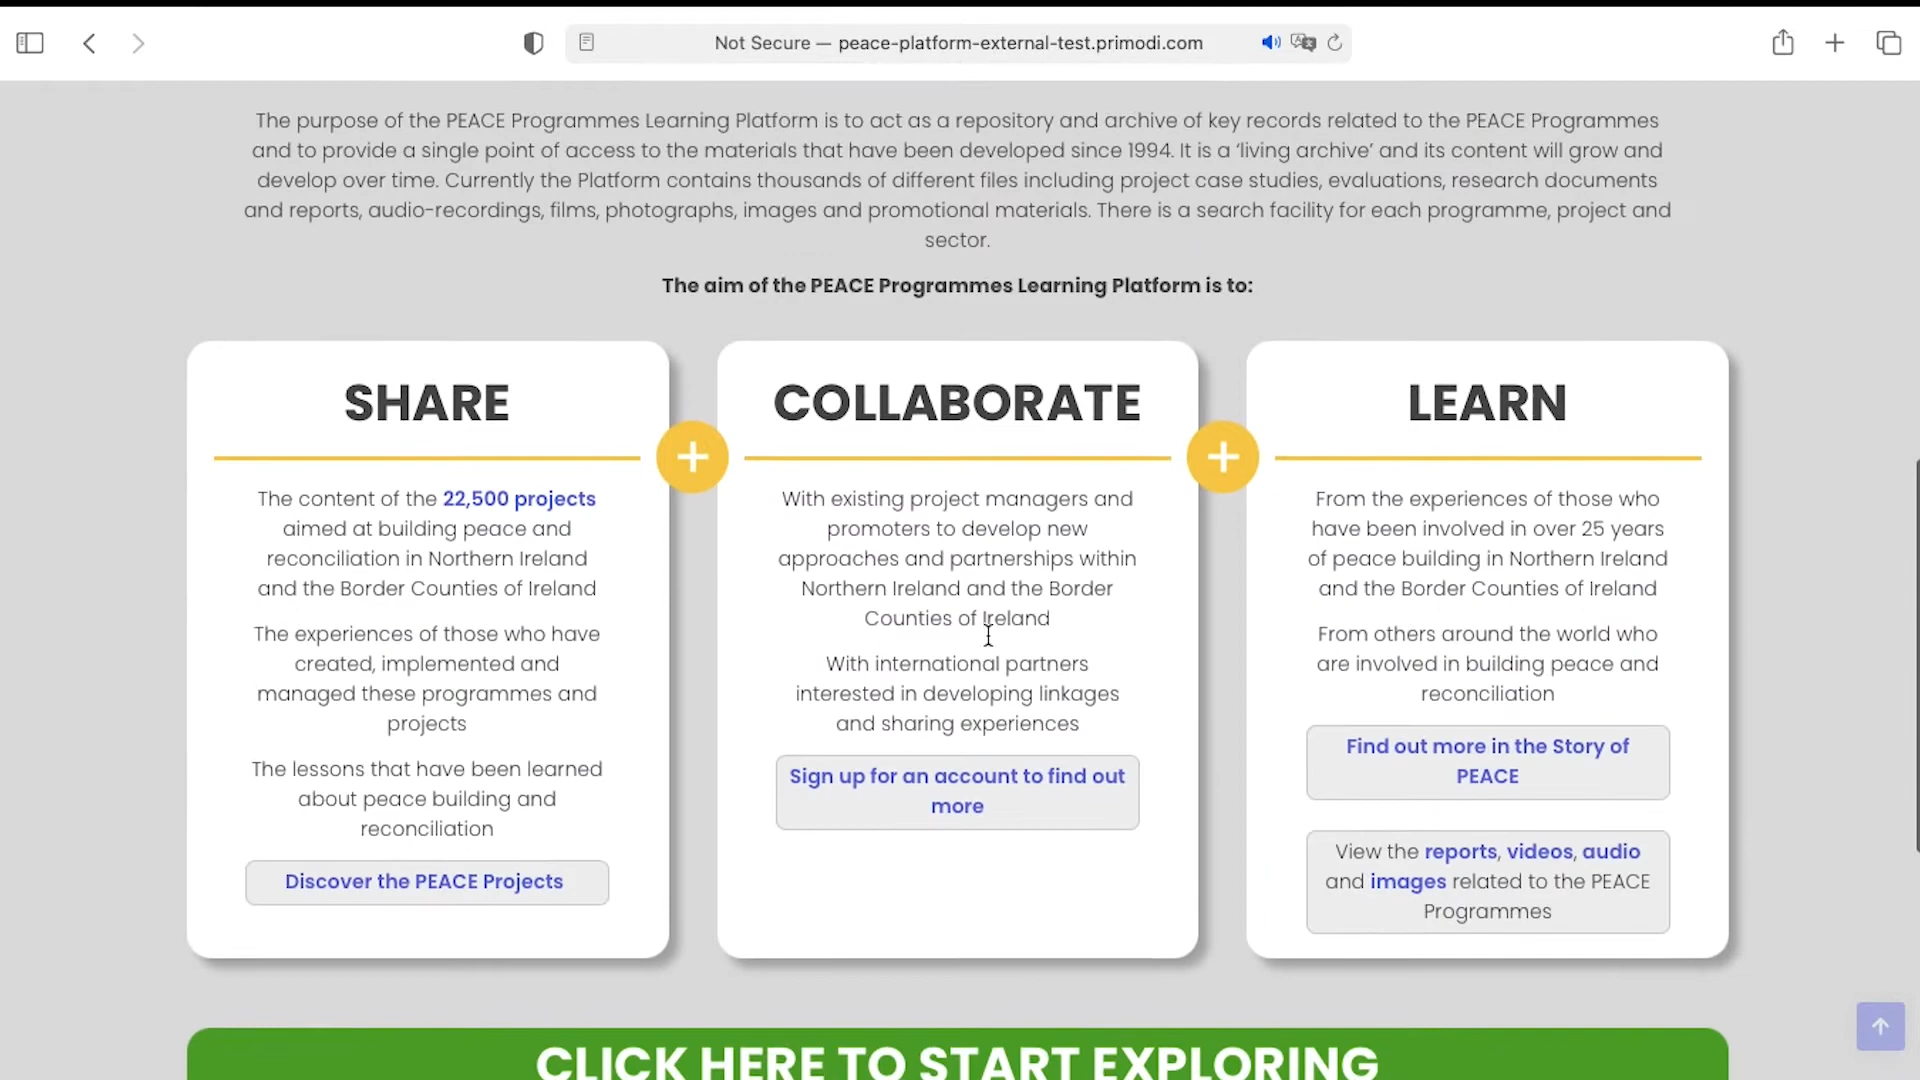 Not Secure — peace-platform-external-test.primodi.com
The purpose of the PEACE Programmes Learning Platform is to act as a repository and archive of key records related to the PEACE Programmes
and to provide a single point of access to the materials that have been developed since 1994. It is a ‘living archive’ and its content will grow and
develop over time. Currently the Platform contains thousands of different files including project case studies, evaluations, research documents
and reports, audio-recordings, films, photographs, images and promotional materials. There is a search facility for each programme, project and
sector.
The aim of the PEACE Programmes Learning Platform is to:
SHARE
The content of the 22,500 projects
aimed at building peace and
reconciliation in Northern Ireland
and the Border Counties of Ireland
The experiences of those who have
created, implemented and
managed these programmes and
projects
The lessons that have been learned
about peace building and
reconciliation
Discover the PEACE Projects
COLLABORATE
With existing project managers and
promoters to develop new
approaches and partnerships within
Northern Ireland and the Border
Counties of Ireland
With international partners
interested in developing linkages
and sharing experiences
Sign up for an account to find out
more
LEARN
From the experiences of those who
have been involved in over 25 years
of peace building in Northern Ireland
and the Border Counties of Ireland
From others around the world who
are involved in building peace and
reconciliation
Find out more in the Story of
PEACE
View the reports, videos, audio
and images related to the PEACE
Programmes
CLICK HERE TO START EXPLORING